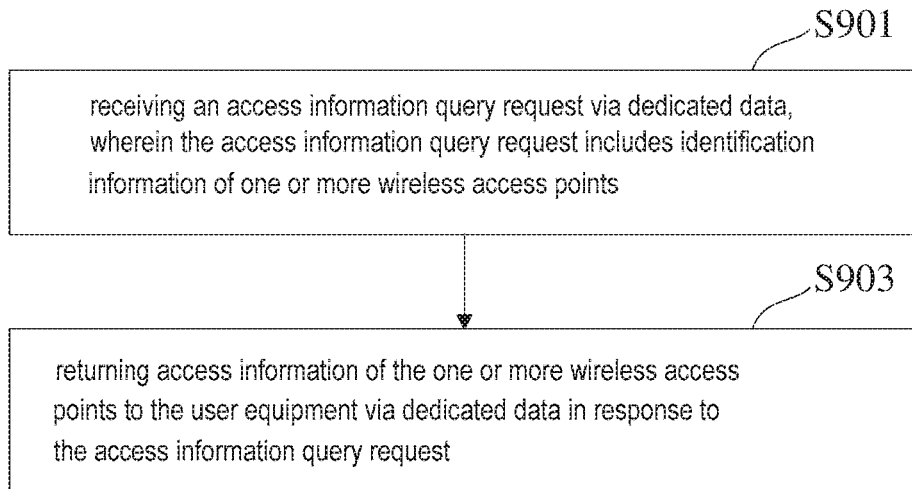 S901
receiving an access information query request via dedicated data,
wherein the access information query request includes identification
information of one or more wireless access points
S903
returning access information of the one or more wireless access
points to the user equipment via dedicated data in response to
the access information query request